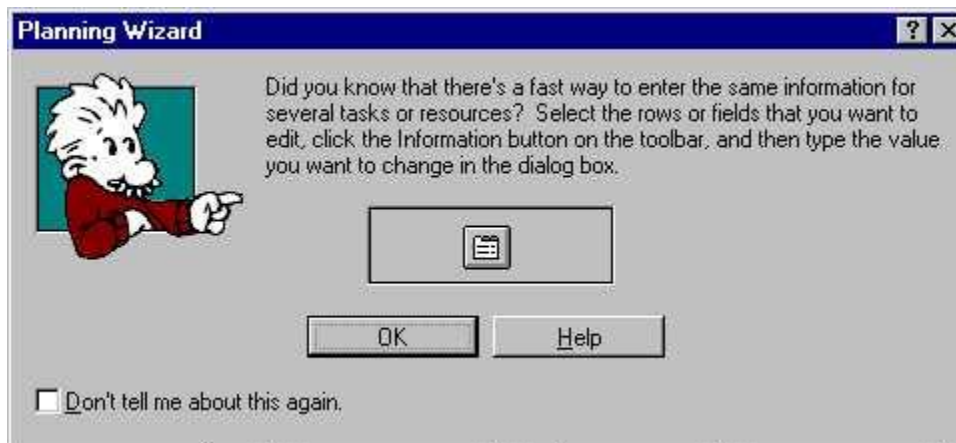 Planning Wizard
Did you know that there's a fast way to enter the same information for
several tasks or resources? Select the rows or fields that you want to
edit, click the Information button on the toolbar, and then type the value
you want to change in the dialog box.
OK
Help
Don't tell me about this again.